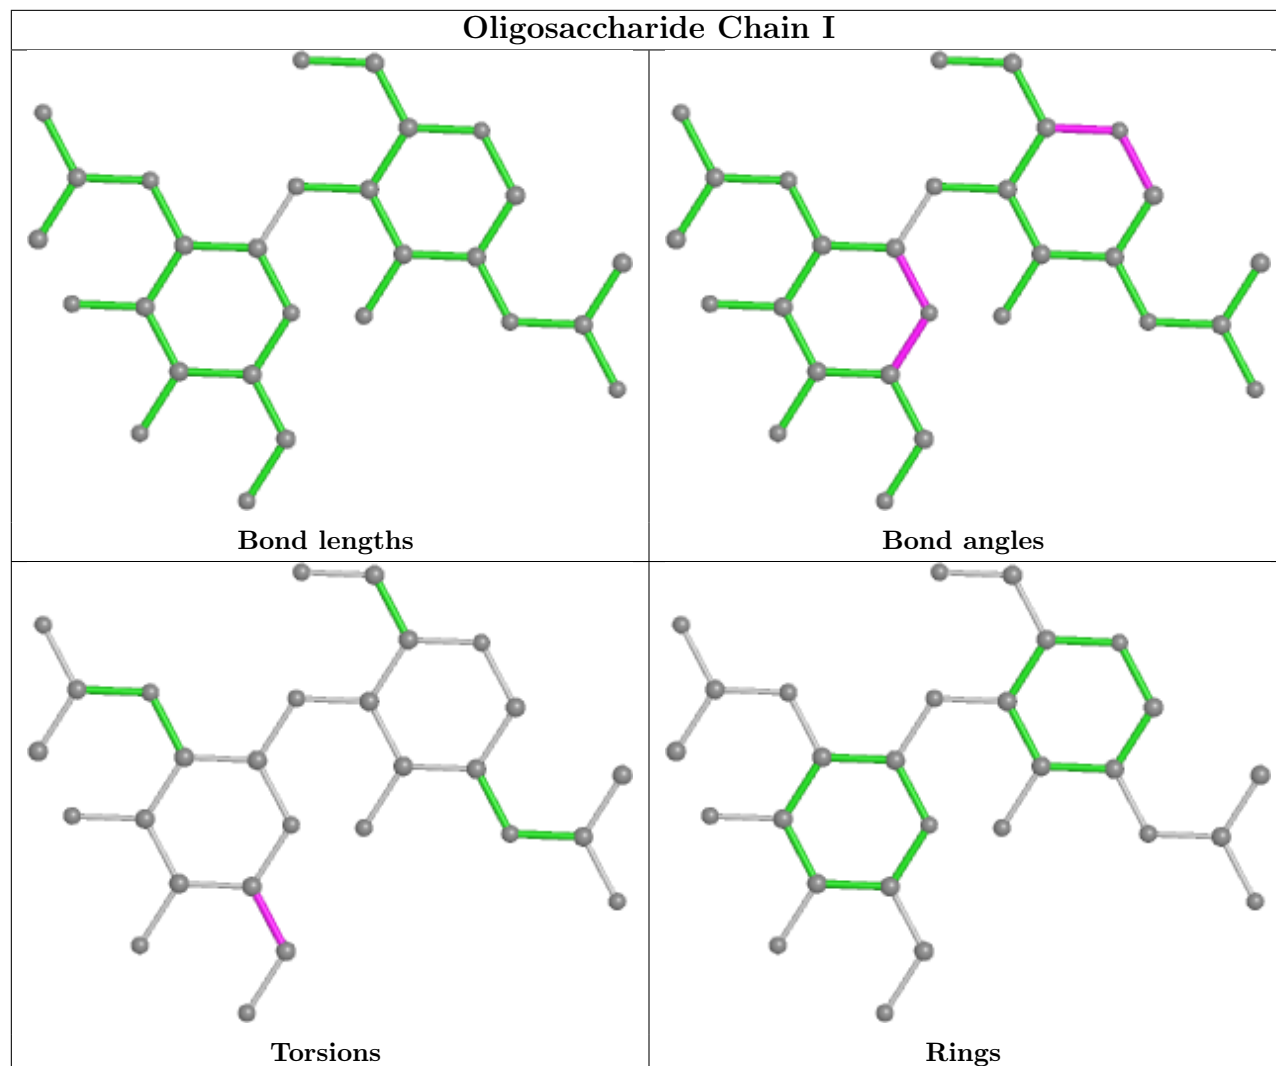 Oligosaccharide Chain I
Bond lengths
Bond angles
Torsions
Rings